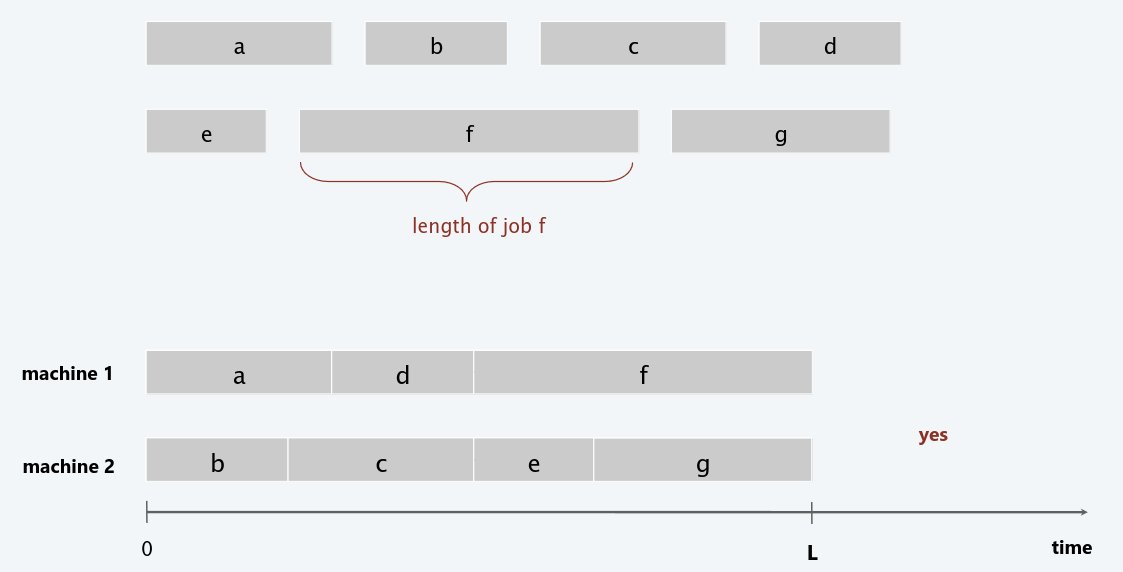 a b c d
e f g
length of job f
machine 1 a d f
yes
machine 2 b c e g
0 L time